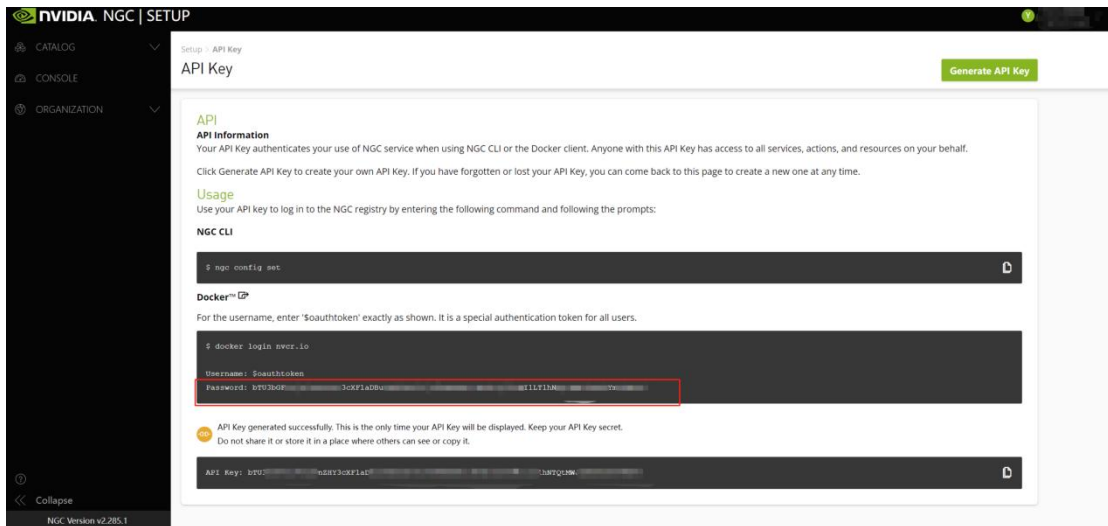 NVIDIA. NGC | SETUP
Y
CATALOG
CONSOLE
ORGANIZATION
Setup > API Key
API Key
Generate API Key
API
API Information
Your API Key authenticates your use of NGC service when using NGC CLI or the Docker client. Anyone with this API Key has access to all services, actions, and resources on your behalf.
Click Generate API Key to create your own API Key. If you have forgotten or lost your API Key, you can come back to this page to create a new one at any time.
Usage
Use your API key to log in to the NGC registry by entering the following command and following the prompts:
NGC CLI
$ ngc config set
Docker™
For the username, enter '$oauthtoken' exactly as shown. It is a special authentication token for all users.
$ docker login nvcr.io
Username: $oauthtoken
Password:
API Key generated successfully. This is the only time your API Key will be displayed. Keep your API Key secret.
Do not share it or store it in a place where others can see or copy it.
API Key:
Collapse
NGC Version v2.285.1